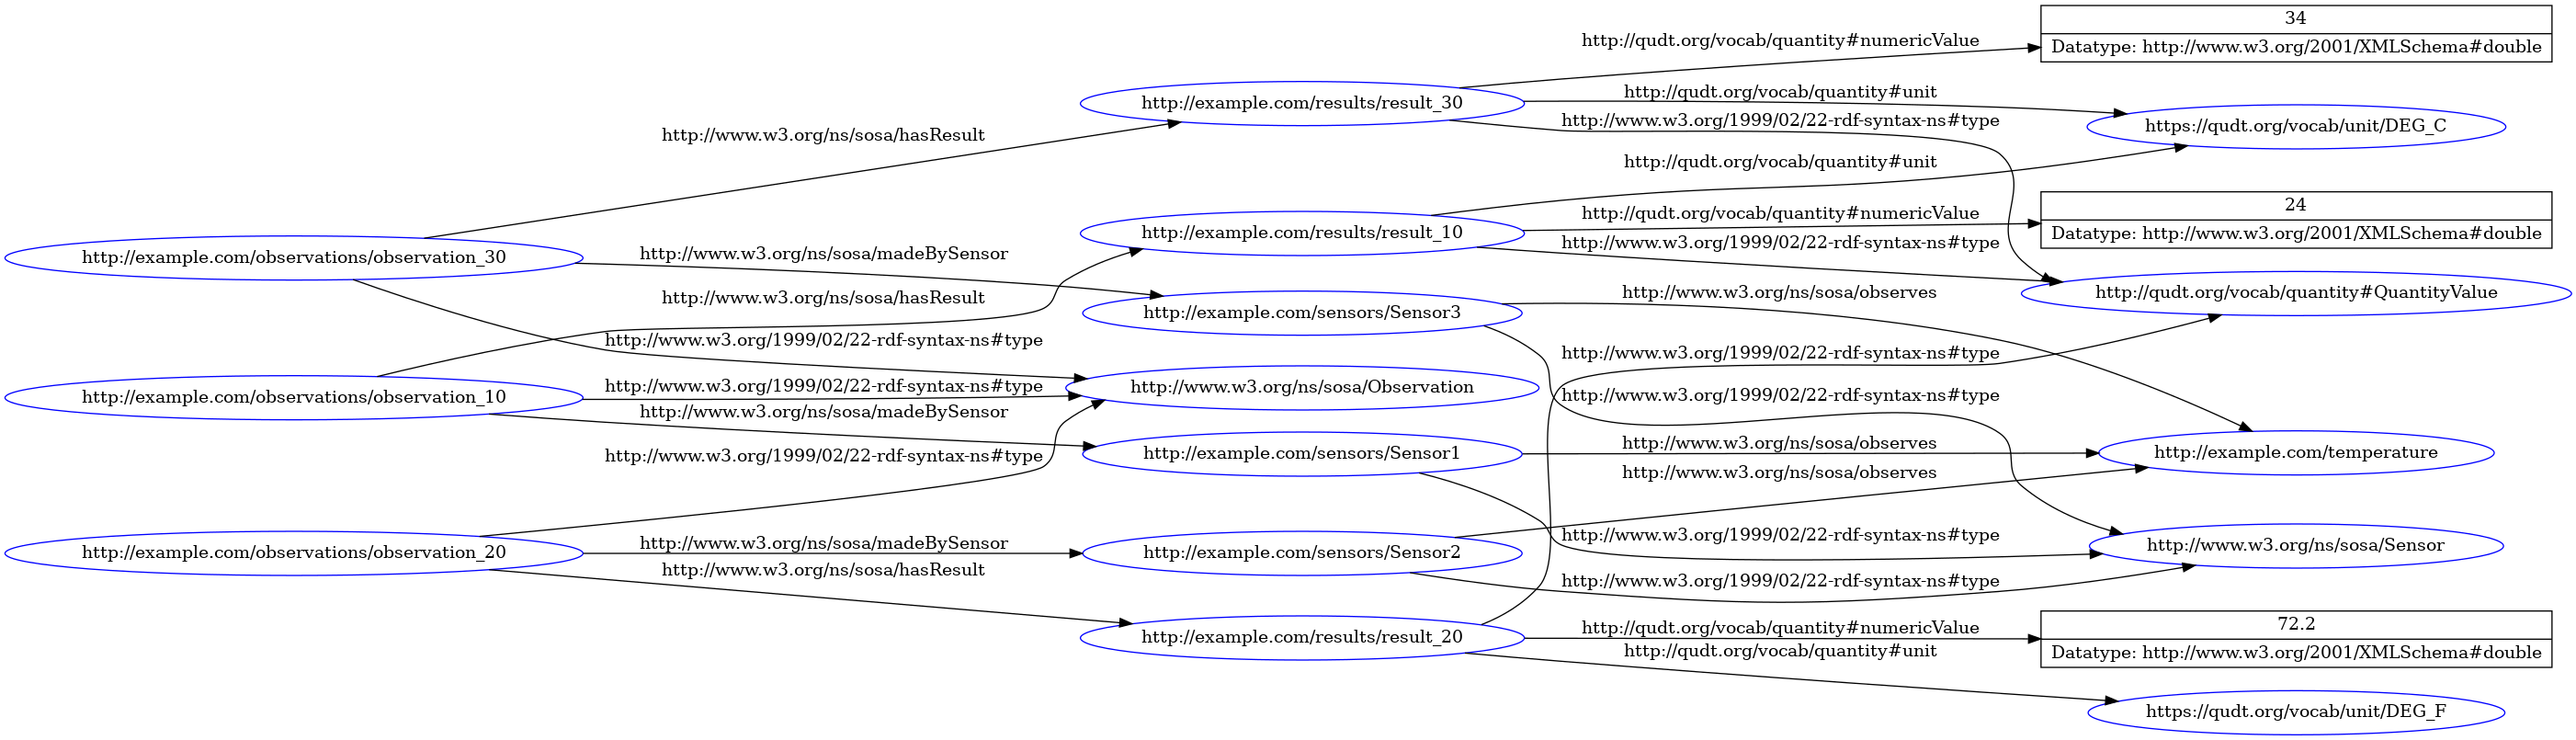 34
http://qudt.org/vocab/quantity#numericValue
Datatype: http://www.w3.org/2001/XMLSchema#double
http://qudt.org/vocab/quantity#unit
http://example.com/results/result_30
http://www.w3.org/1999/02/22-rdf-syntax-ns#type
https://qudt.org/vocab/unit/DEG_C
http://www.w3.org/ns/sosa/hasResult
http://qudt.org/vocab/quantity#unit
24
http://qudt.org/vocab/quantity#numericValue
Datatype: http://www.w3.org/2001/XMLSchema#double
http://example.com/results/result_10
http://www.w3.org/1999/02/22-rdf-syntax-ns#type
http://example.com/observations/observation_30
http://www.w3.org/ns/sosa/madeBySensor
http://www.w3.org/ns/sosa/hasResult
http://www.w3.org/ns/sosa/observes
http://qudt.org/vocab/quantity#QuantityValue
http://example.com/sensors/Sensor3
http://www.w3.org/1999/02/22-rdf-syntax-ns#type
http://www.w3.org/1999/02/22-rdf-syntax-ns#type
http://example.com/observations/observation_10
http://www.w3.org/1999/02/22-rdf-syntax-ns#type
http://www.w3.org/ns/sosa/Observation
http://www.w3.org/1999/02/22-rdf-syntax-ns#type
http://www.w3.org/ns/sosa/madeBySensor
http://www.w3.org/1999/02/22-rdf-syntax-ns#type
http://example.com/sensors/Sensor1
http://www.w3.org/ns/sosa/observes
http://example.com/temperature
http://www.w3.org/ns/sosa/observes
http://example.com/observations/observation_20
http://www.w3.org/ns/sosa/madeBySensor
http://example.com/sensors/Sensor2
http://www.w3.org/1999/02/22-rdf-syntax-ns#type
http://www.w3.org/ns/sosa/Sensor
http://www.w3.org/ns/sosa/hasResult
http://www.w3.org/1999/02/22-rdf-syntax-ns#type
http://example.com/results/result_20
http://qudt.org/vocab/quantity#numericValue
72.2
Datatype: http://www.w3.org/2001/XMLSchema#double
http://qudt.org/vocab/quantity#unit
https://qudt.org/vocab/unit/DEG_F